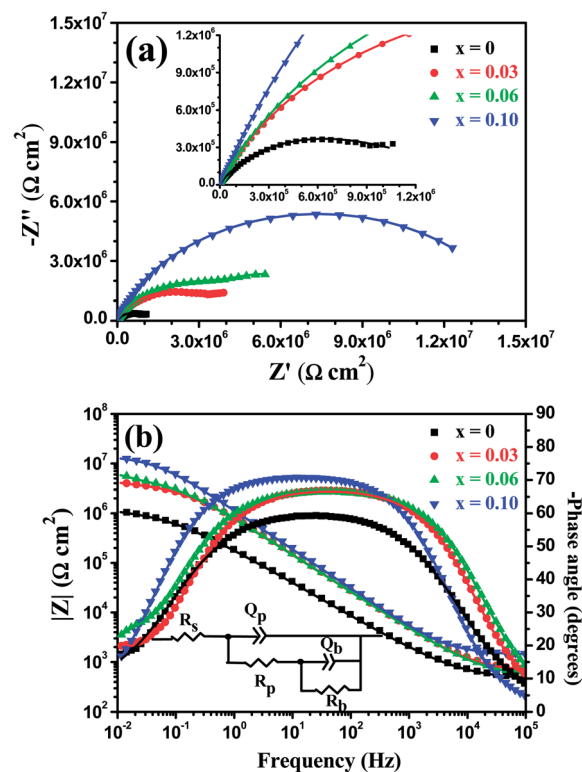 (a)
1.5x10⁷
1.2x10⁷
9.0x10⁶
6.0x10⁶
3.0x10⁶
0.0
-Z'' (Ω cm²)
1.2x10⁶
9.0x10⁵
6.0x10⁵
3.0x10⁵
0.0
0.0 3.0x10⁵ 6.0x10⁵ 9.0x10⁵ 1.2x10⁶
x = 0
x = 0.03
x = 0.06
x = 0.10
0.0 3.0x10⁶ 6.0x10⁶ 9.0x10⁶ 1.2x10⁷ 1.5x10⁷
Z' (Ω cm²)
(b)
10⁸
10⁷
10⁶
10⁵
10⁴
10³
10²
|Z| (Ω cm²)
x = 0
x = 0.03
x = 0.06
x = 0.10
90
80
70
60
50
40
30
20
10
0
-Phase angle (degrees)
Rₛ
Qₚ
Rₚ
Q_b
R_b
10⁻² 10⁻¹ 10⁰ 10¹ 10² 10³ 10⁴ 10⁵
Frequency (Hz)